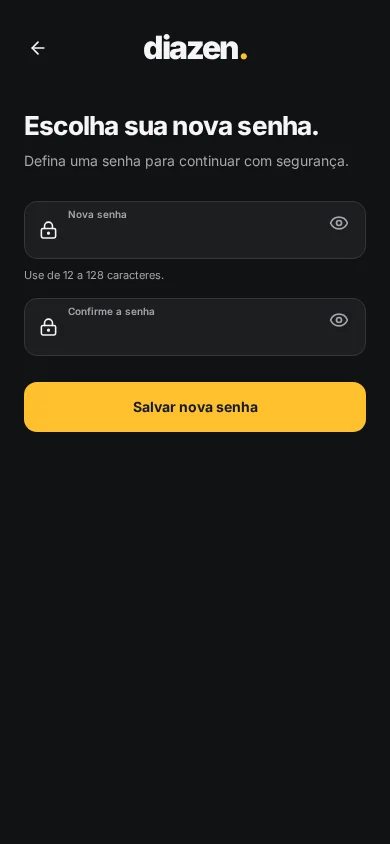 diazen.
Escolha sua nova senha.
Defina uma senha para continuar com segurança.
Nova senha
Use de 12 a 128 caracteres.
Confirme a senha
Salvar nova senha